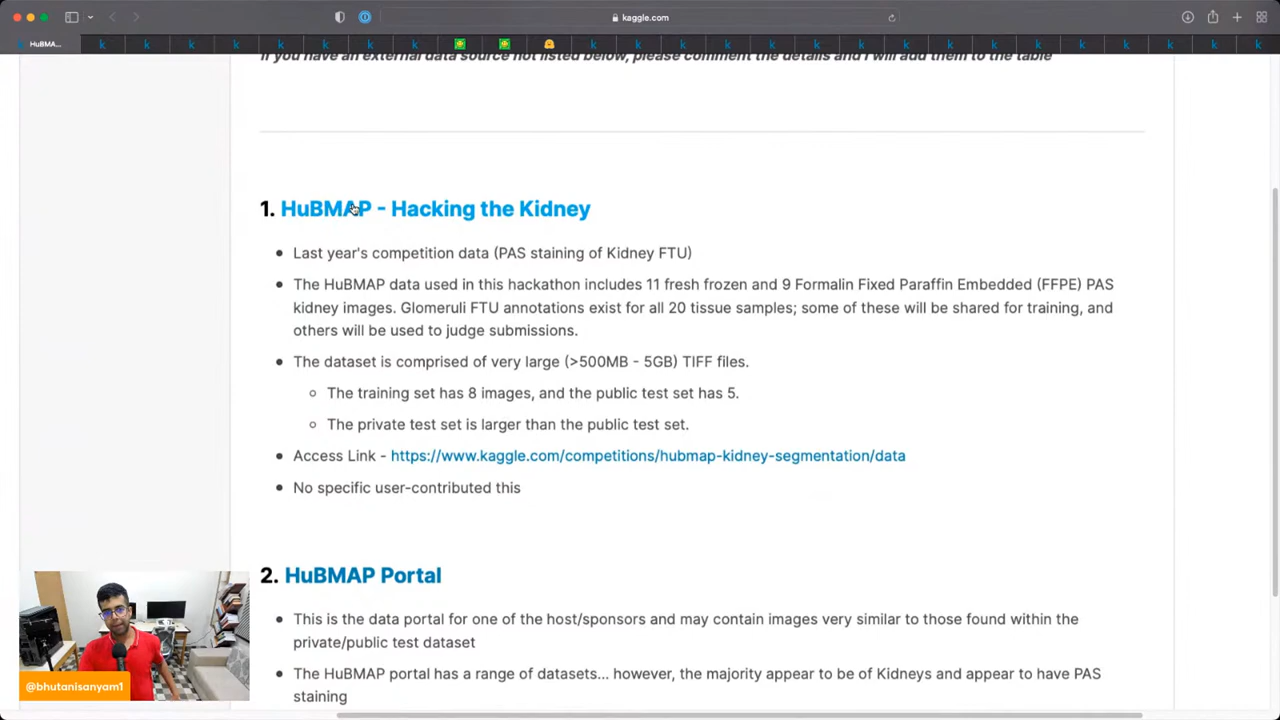 kaggle.com
HuBMA...
If you have an external data source not listed below, please comment the details and I will add them to the table
1. HuBMAP - Hacking the Kidney
Last year's competition data (PAS staining of Kidney FTU)
The HuBMAP data used in this hackathon includes 11 fresh frozen and 9 Formalin Fixed Paraffin Embedded (FFPE) PAS
kidney images. Glomeruli FTU annotations exist for all 20 tissue samples; some of these will be shared for training, and
others will be used to judge submissions.
The dataset is comprised of very large (>500MB - 5GB) TIFF files.
The training set has 8 images, and the public test set has 5.
The private test set is larger than the public test set.
Access Link - https://www.kaggle.com/competitions/hubmap-kidney-segmentation/data
No specific user-contributed this
2. HuBMAP Portal
This is the data portal for one of the host/sponsors and may contain images very similar to those found within the
private/public test dataset
The HuBMAP portal has a range of datasets... however, the majority appear to be of Kidneys and appear to have PAS
staining
@bhutanisanyam1